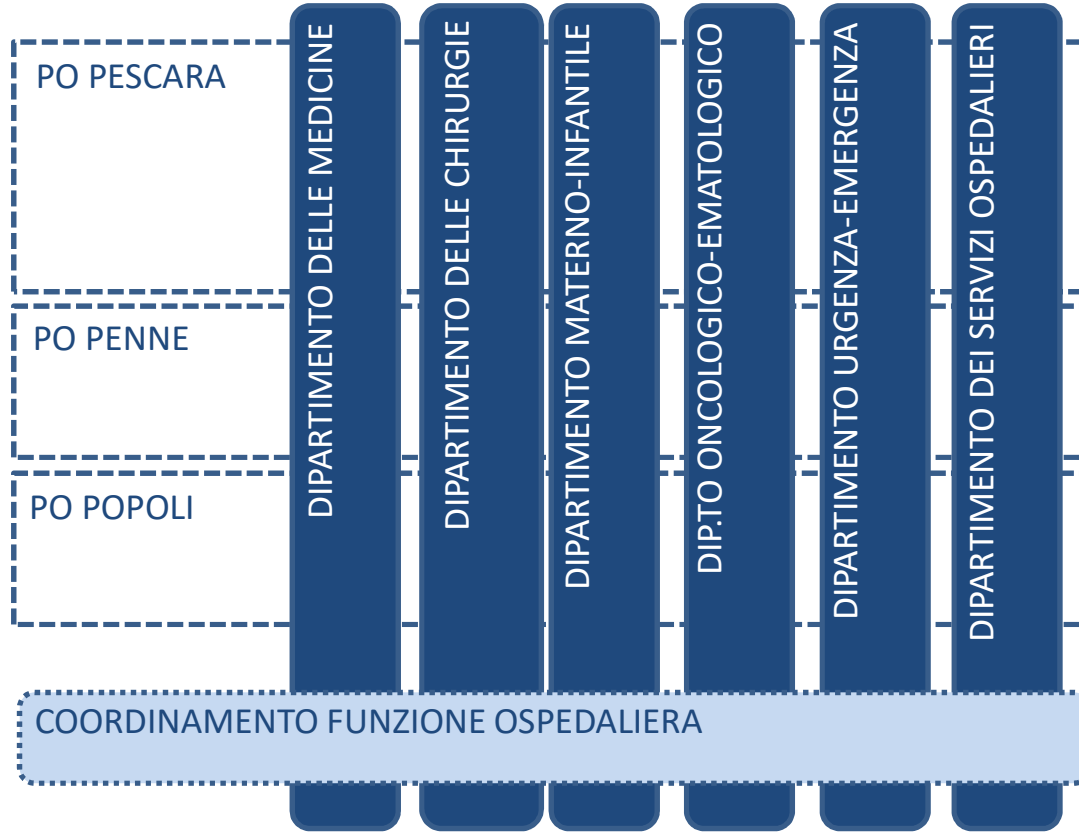 PO PESCARA
PO PENNE
PO POPOLI
DIPARTIMENTO DELLE MEDICINE
DIPARTIMENTO DELLE CHIRURGIE
DIPARTIMENTO MATERNO-INFANTILE
DIP.TO ONCOLOGICO-EMATOLOGICO
DIPARTIMENTO URGENZA-EMERGENZA
DIPARTIMENTO DEI SERVIZI OSPEDALIERI
COORDINAMENTO FUNZIONE OSPEDALIERA